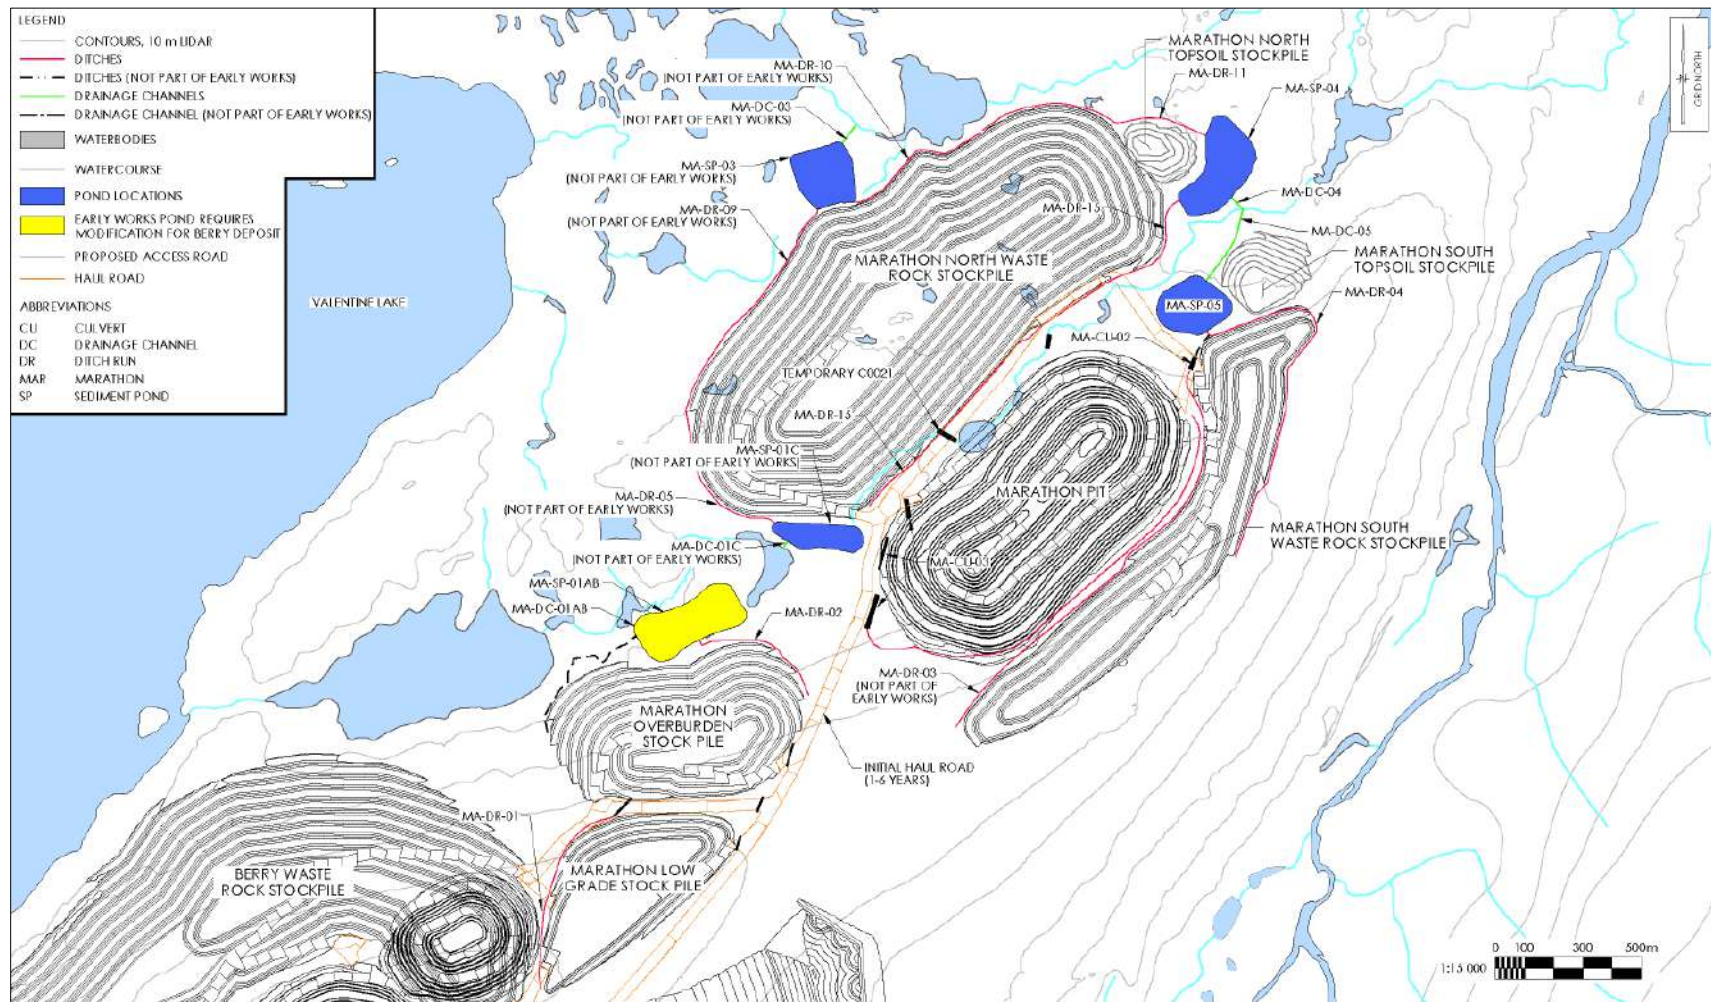 LEGEND
CONTOURS, 10 m LIDAR
DITCHES
DITCHES (NOT PART OF EARLY WORKS)
DRAINAGE CHANNELS
DRAINAGE CHANNEL (NOT PART OF EARLY WORKS)
WATERBODIES
WATERCOURSE
POND LOCATIONS
EARLY WORKS POND REQUIRES
MODIFICATION FOR BERRY DEPOSIT
PROPOSED ACCESS ROAD
HAUL ROAD
ABBREVIATIONS
CU CULVERT
DC DRAINAGE CHANNEL
DR DITCH RUN
MAR MARATHON
SP SEDIMENT POND
GRID NORTH
MARATHON NORTH
TOPSOIL STOCKPILE
MA-DR-11
MA-SP-04
MA-DR-10
(NOT PART OF EARLY WORKS)
MA-DC-03
(NOT PART OF EARLY WORKS)
MA-SP-03
(NOT PART OF EARLY WORKS)
MA-DR-09
(NOT PART OF EARLY WORKS)
MA-DC-04
MA-DR-15
MA-DC-05
MARATHON SOUTH
TOPSOIL STOCKPILE
MARATHON NORTH WASTE
ROCK STOCKPILE
MA-DR-04
VALENTINE LAKE
MA-SP-05
MA-CU-02
TEMPORARY C0021
MA-DR-15
MA-SP-01C
(NOT PART OF EARLY WORKS)
MA-DR-05
(NOT PART OF EARLY WORKS)
MARATHON PIT
MARATHON SOUTH
WASTE ROCK STOCKPILE
MA-DC-01C
(NOT PART OF EARLY WORKS)
MA-CU-03
MA-SP-01AB
MA-DC-01AB
MA-DR-02
MA-DR-03
(NOT PART OF
EARLY WORKS)
MARATHON
OVERBURDEN
STOCK PILE
INITIAL HAUL ROAD
(1-6 YEARS)
MA-DR-01
BERRY WASTE
ROCK STOCKPILE
MARATHON LOW
GRADE STOCK PILE
0 100 300 500m
1:15 000